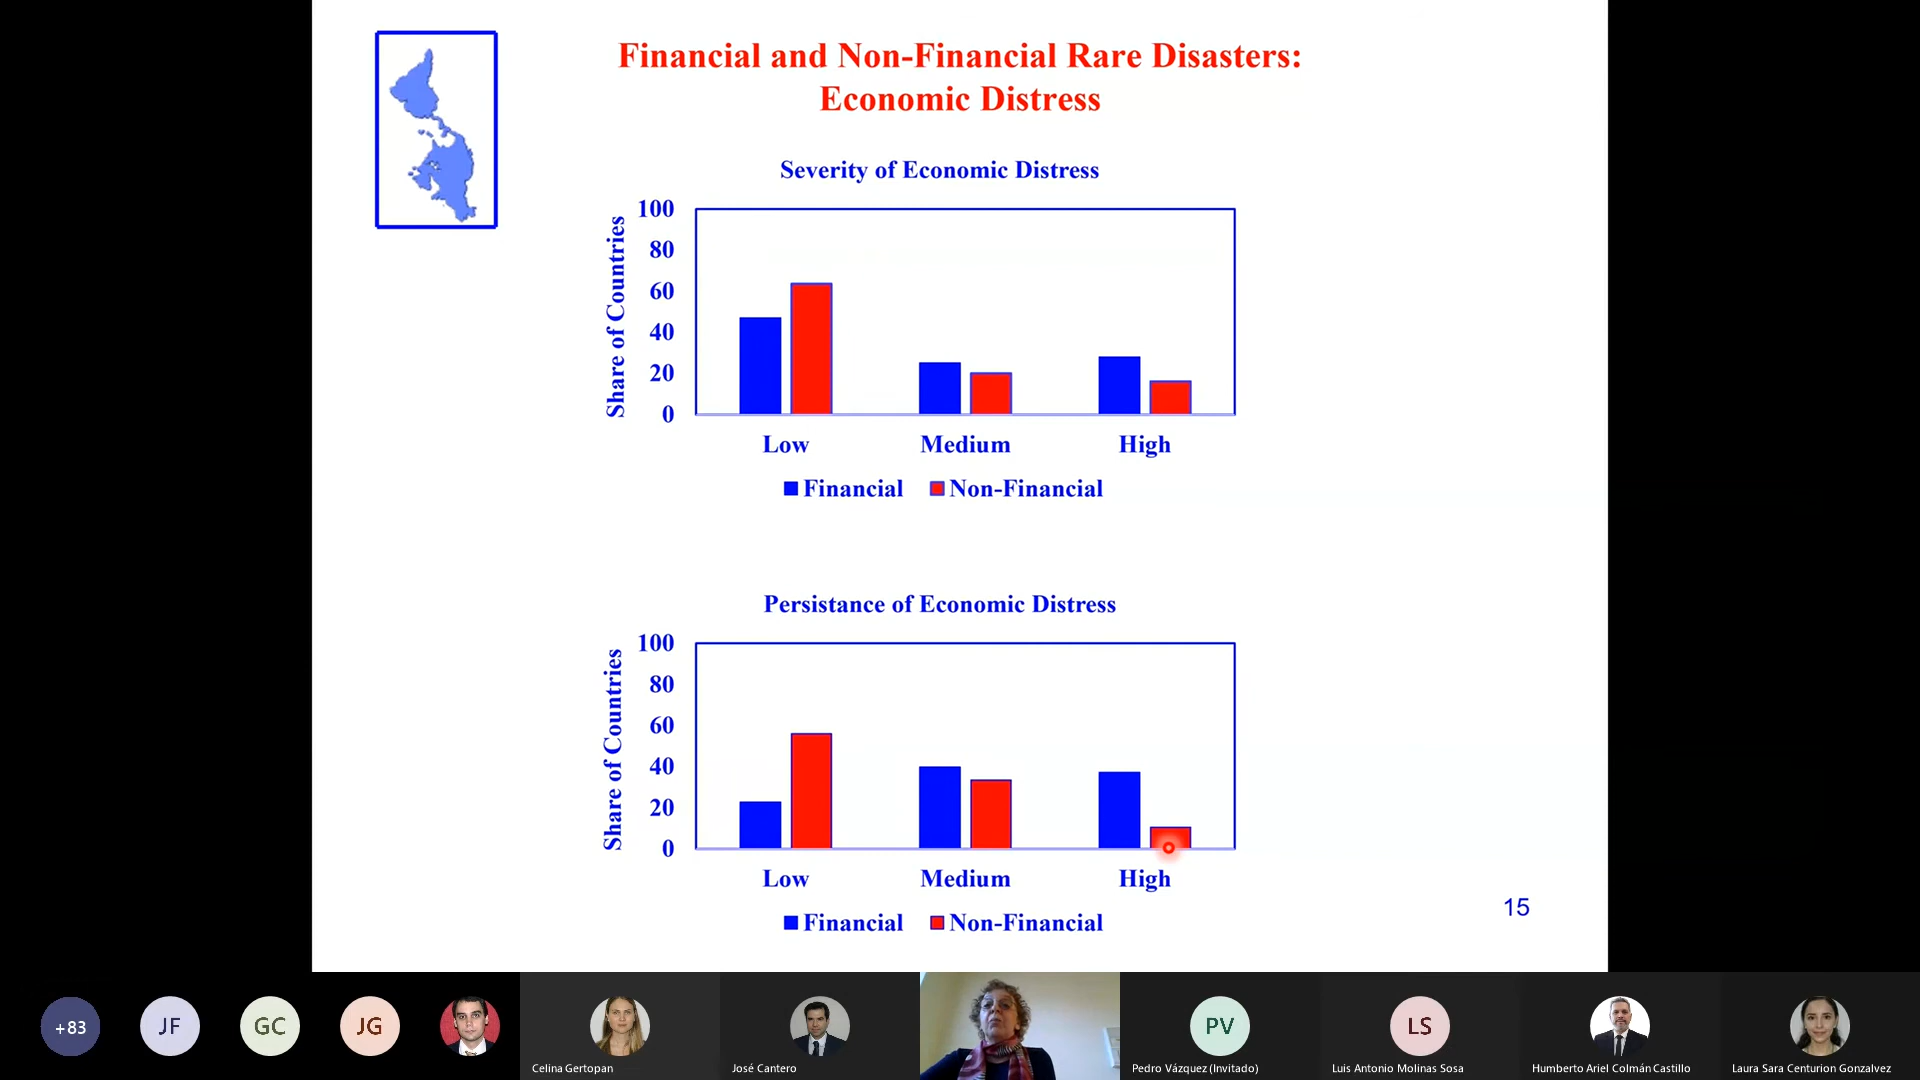 Financial and Non-Financial Rare Disasters:
Economic Distress
Severity of Economic Distress
Share of Countries
100
80
60
40
20
0
Low Medium High
Financial Non-Financial
Persistance of Economic Distress
Share of Countries
100
80
60
40
20
0
Low Medium High
Financial Non-Financial
15
+83 JF GC JG PV LS
Celina Gertopan José Cantero Pedro Vázquez (Invitado) Luis Antonio Molinas Sosa Humberto Ariel Colmán Castillo Laura Sara Centurion Gonzalvez